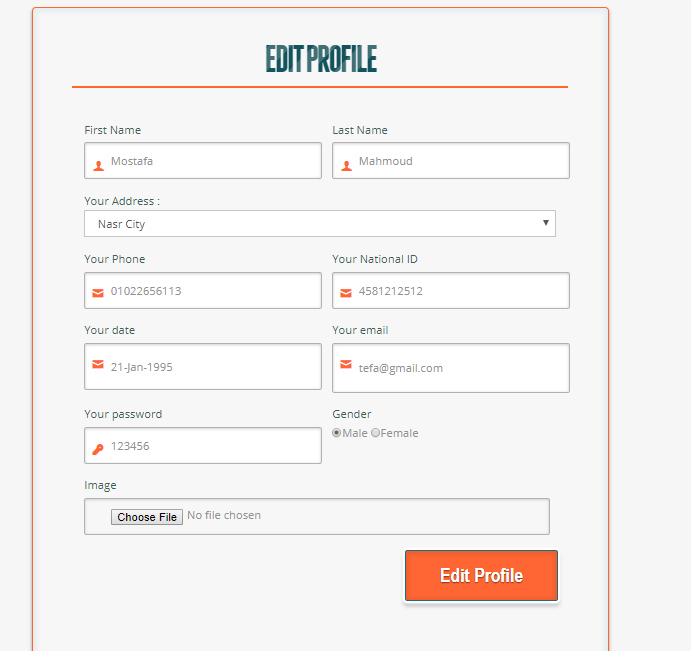 EDIT PROFILE
First Name Last Name
Mostafa Mahmoud
Your Address :
Nasr City
Your Phone Your National ID
01022656113 4581212512
Your date Your email
21-Jan-1995 tefa@gmail.com
Your password Gender
123456 Male Female
Image
Choose File No file chosen
Edit Profile